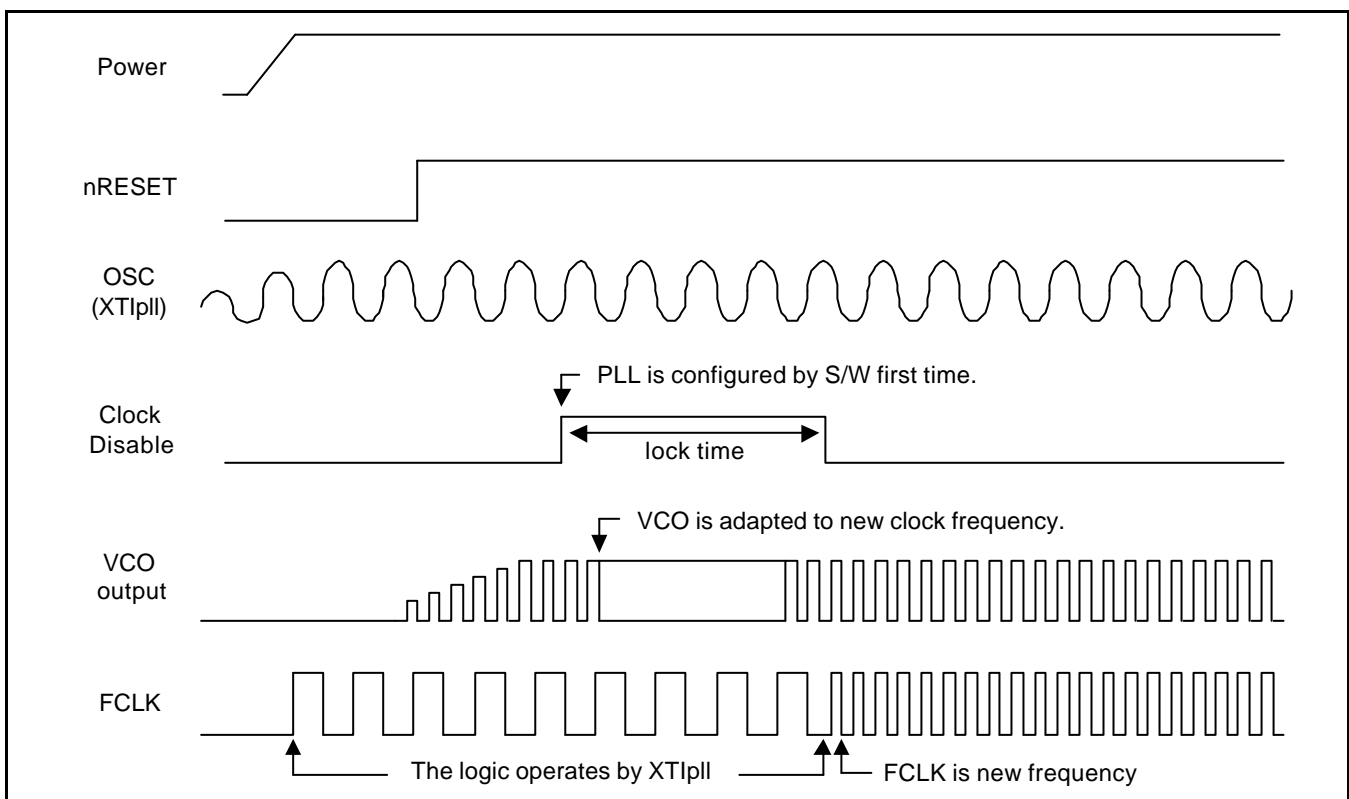 Power
nRESET
OSC
(XTIpll)
PLL is configured by S/W first time.
Clock
Disable
lock time
VCO is adapted to new clock frequency.
VCO
output
FCLK
The logic operates by XTIpll
FCLK is new frequency